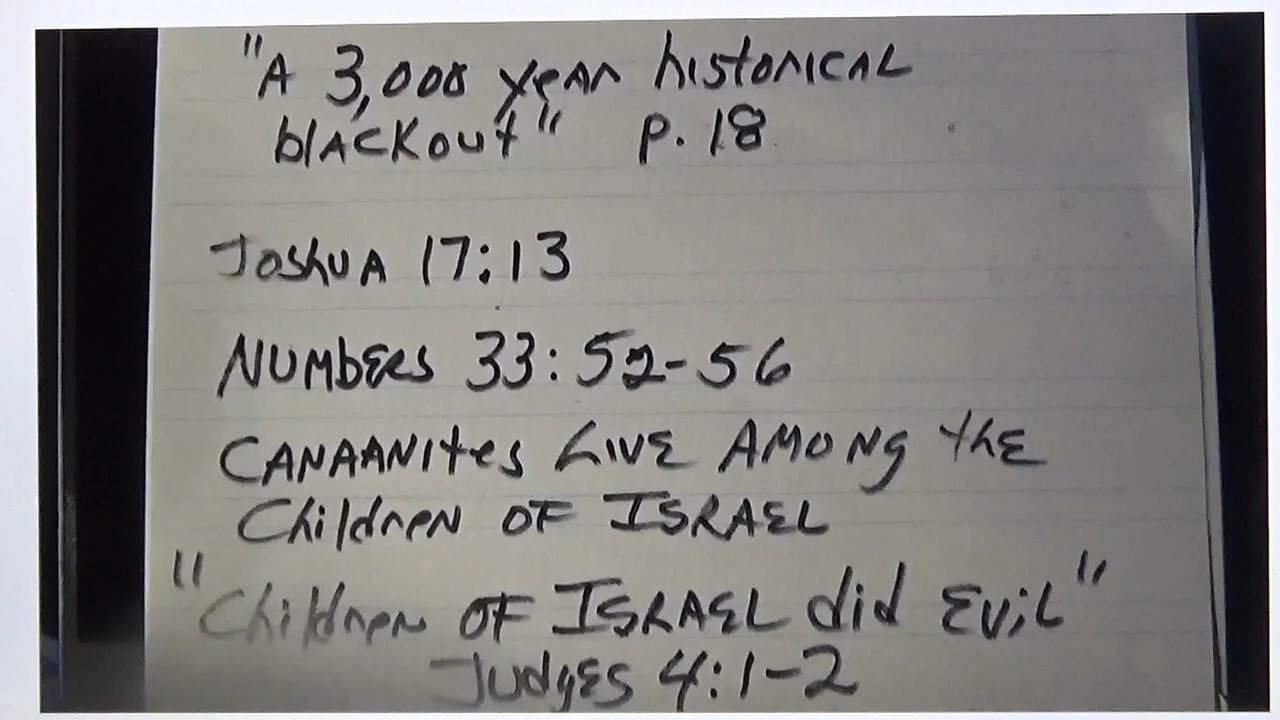 "A 3,000 year historical
blackout" p. 18
Joshua 17:13
Numbers 33:52-56
Canaanites Live Among the
Children of Israel
"Children of Israel did Evil"
Judges 4:1-2